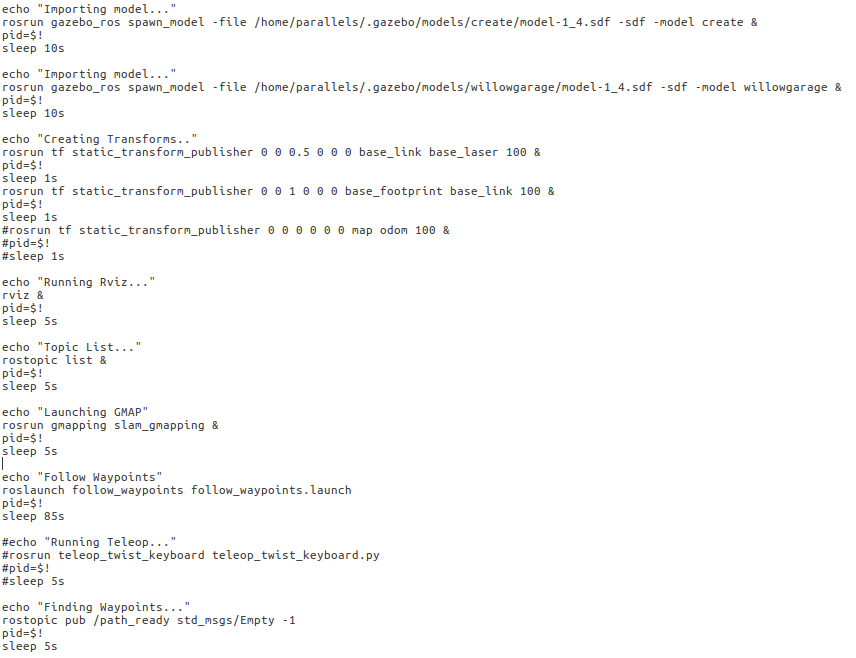 echo "Importing model..."
rosrun gazebo_ros spawn_model -file /home/parallels/.gazebo/models/create/model-1_4.sdf -sdf -model create &
pid=$!
sleep 10s

echo "Importing model..."
rosrun gazebo_ros spawn_model -file /home/parallels/.gazebo/models/willowgarage/model-1_4.sdf -sdf -model willowgarage &
pid=$!
sleep 10s

echo "Creating Transforms.."
rosrun tf static_transform_publisher 0 0 0.5 0 0 0 base_link base_laser 100 &
pid=$!
sleep 1s
rosrun tf static_transform_publisher 0 0 1 0 0 0 base_footprint base_link 100 &
pid=$!
sleep 1s
#rosrun tf static_transform_publisher 0 0 0 0 0 0 map odom 100 &
#pid=$!
#sleep 1s

echo "Running Rviz..."
rviz &
pid=$!
sleep 5s

echo "Topic List..."
rostopic list &
pid=$!
sleep 5s

echo "Launching GMAP"
rosrun gmapping slam_gmapping &
pid=$!
sleep 5s

echo "Follow Waypoints"
roslaunch follow_waypoints follow_waypoints.launch
pid=$!
sleep 85s

#echo "Running Teleop..."
#rosrun teleop_twist_keyboard teleop_twist_keyboard.py
#pid=$!
#sleep 5s

echo "Finding Waypoints..."
rostopic pub /path_ready std_msgs/Empty -1
pid=$!
sleep 5s